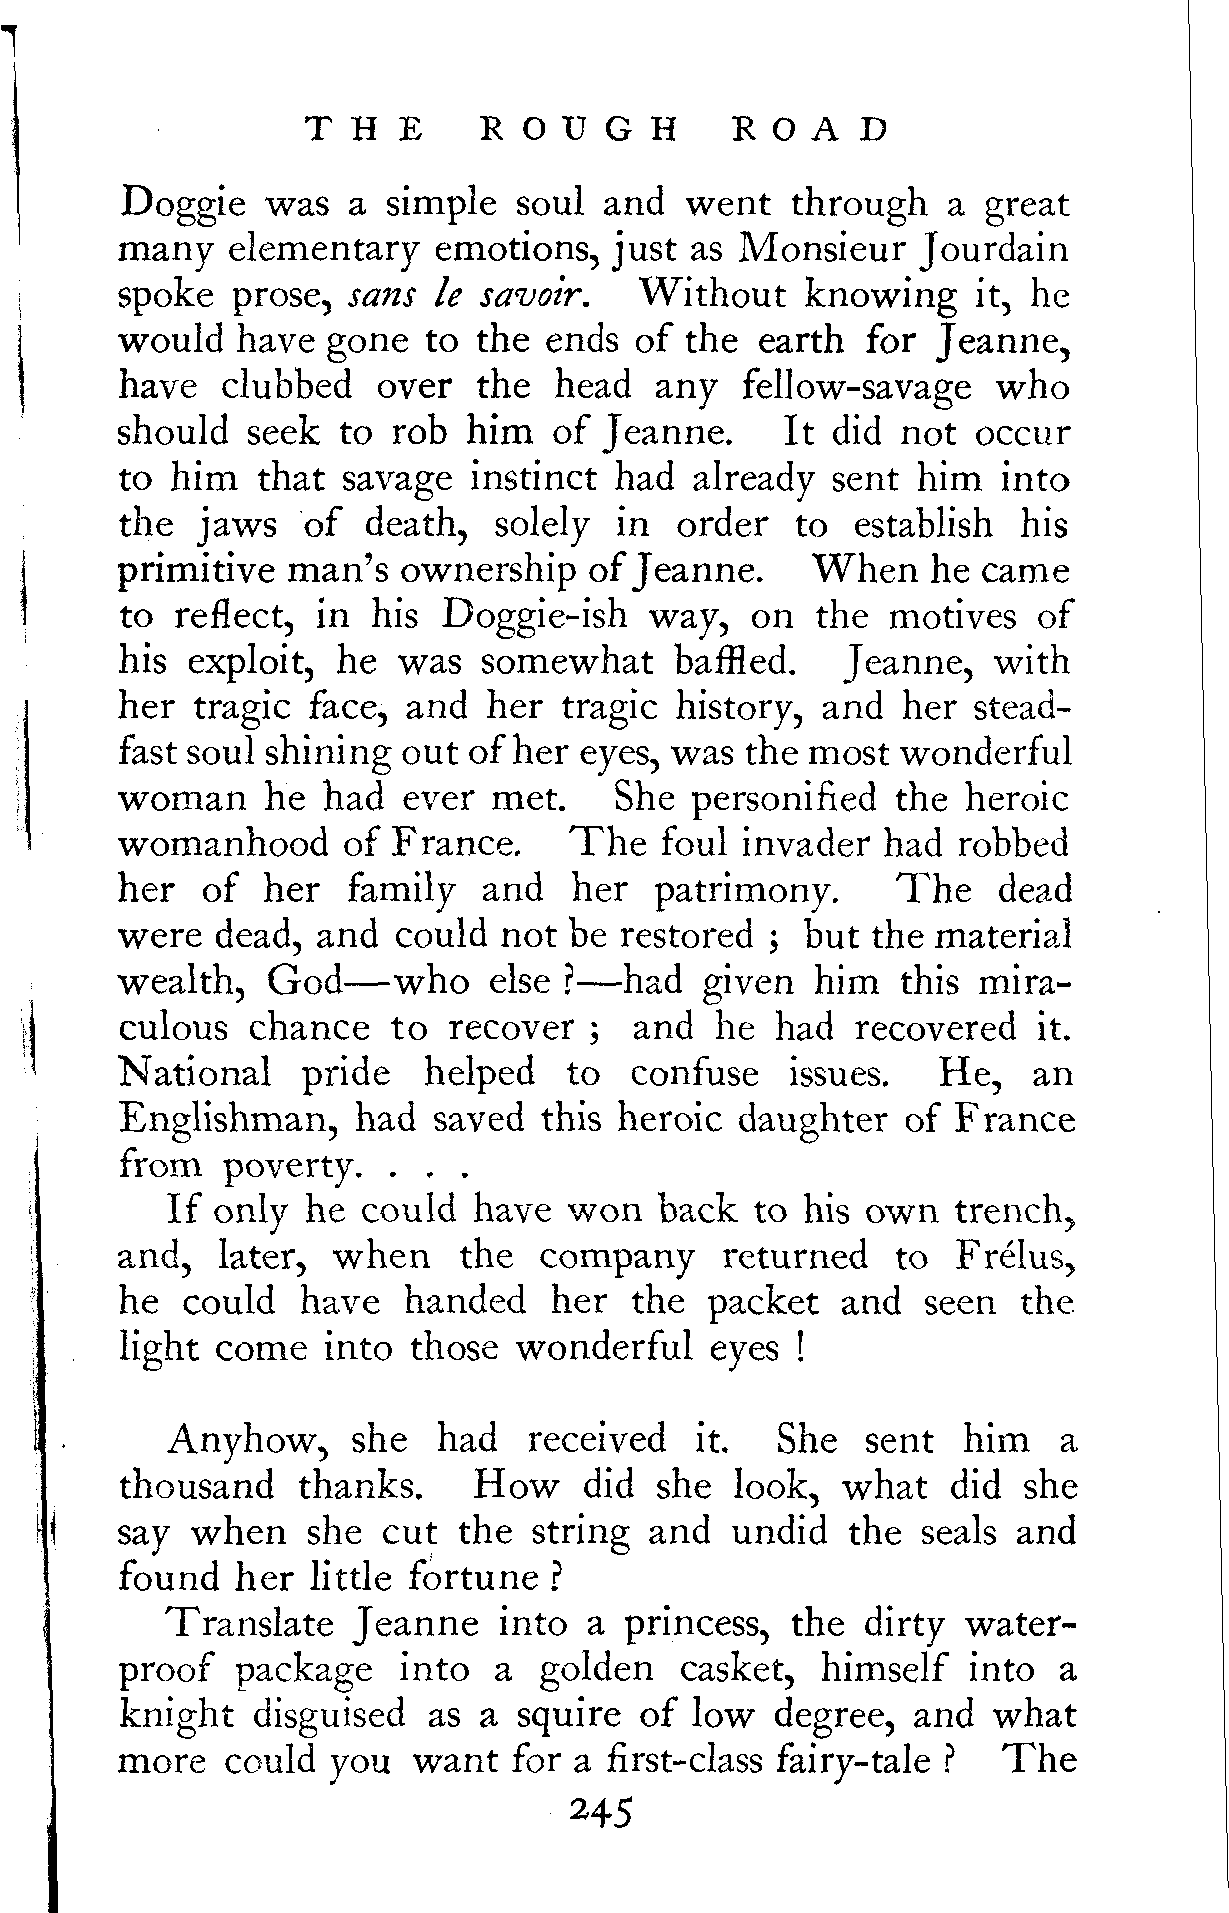 THE ROUGH ROAD
Doggie was a simple soul and went through a great
many elementary emotions, just as Monsieur Jourdain
spoke prose, sans le savoir. Without knowing it, he
would have gone to the ends of the earth for Jeanne,
have clubbed over the head any fellow-savage who
should seek to rob him of Jeanne. It did not occur
to him that savage instinct had already sent him into
the jaws of death, solely in order to establish his
primitive man's ownership of Jeanne. When he came
to reflect, in his Doggie-ish way, on the motives of
his exploit, he was somewhat baffled. Jeanne, with
her tragic face, and her tragic history, and her stead-
fast soul shining out of her eyes, was the most wonderful
woman he had ever met. She personified the heroic
womanhood of France. The foul invader had robbed
her of her family and her patrimony. The dead
were dead, and could not be restored ; but the material
wealth, God—who else ?—had given him this mira-
culous chance to recover ; and he had recovered it.
National pride helped to confuse issues. He, an
Englishman, had saved this heroic daughter of France
from poverty. . . .
If only he could have won back to his own trench,
and, later, when the company returned to Frélus,
he could have handed her the packet and seen the
light come into those wonderful eyes !
Anyhow, she had received it. She sent him a
thousand thanks. How did she look, what did she
say when she cut the string and undid the seals and
found her little fortune ?
Translate Jeanne into a princess, the dirty water-
proof package into a golden casket, himself into a
knight disguised as a squire of low degree, and what
more could you want for a first-class fairy-tale ? The
245